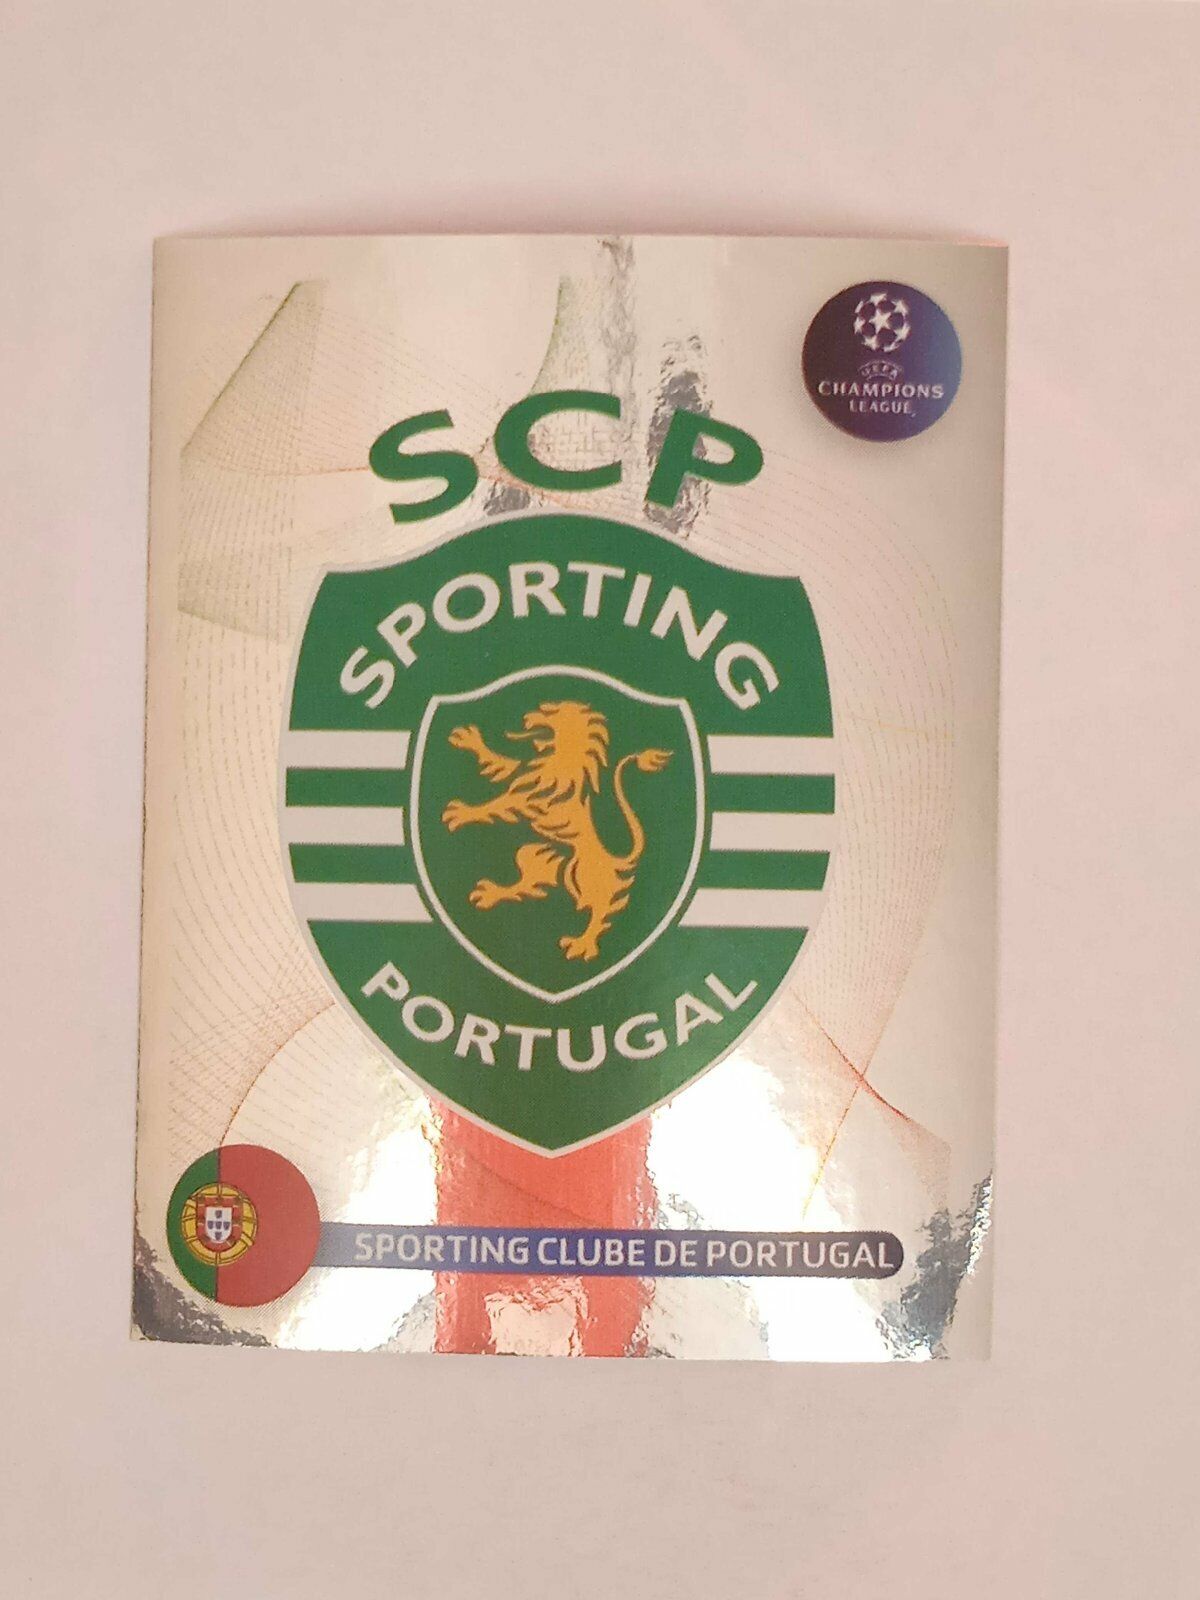 UEFA
CHAMPIONS
LEAGUE
SCP
SPORTING
PORTUGAL
SPORTING CLUBE DE PORTUGAL